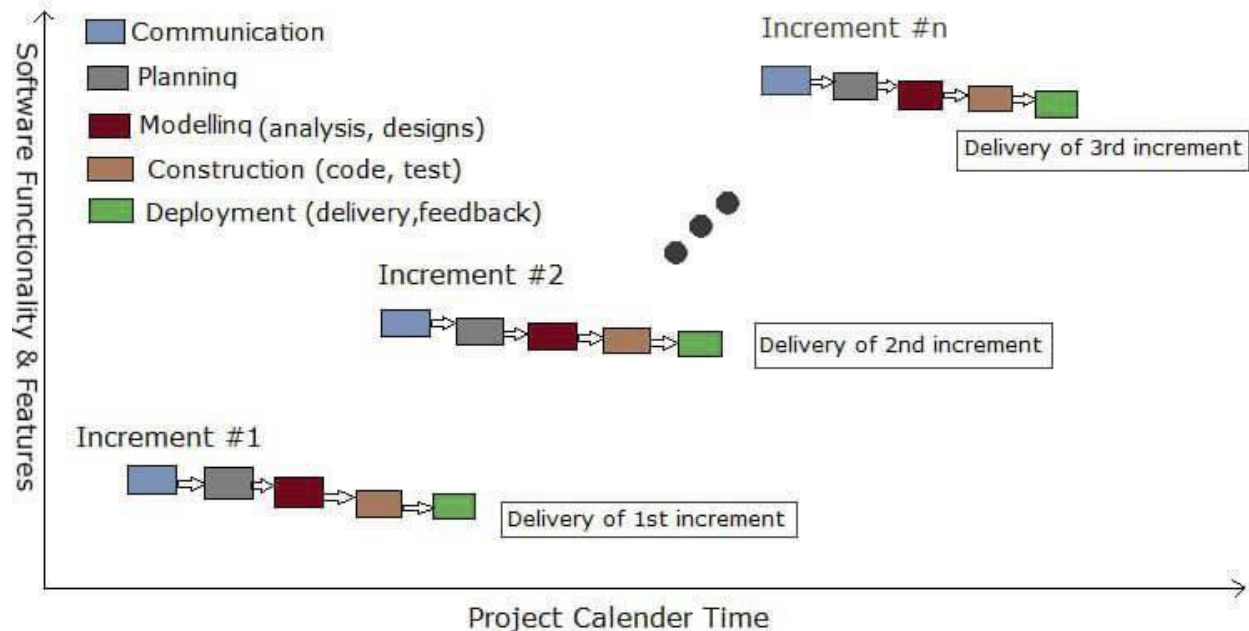 Software Functionality & Features
Communication
Planning
Modelling (analysis, designs)
Construction (code, test)
Deployment (delivery,feedback)
Increment #n
Delivery of 3rd increment
Increment #2
Delivery of 2nd increment
Increment #1
Delivery of 1st increment
Project Calender Time